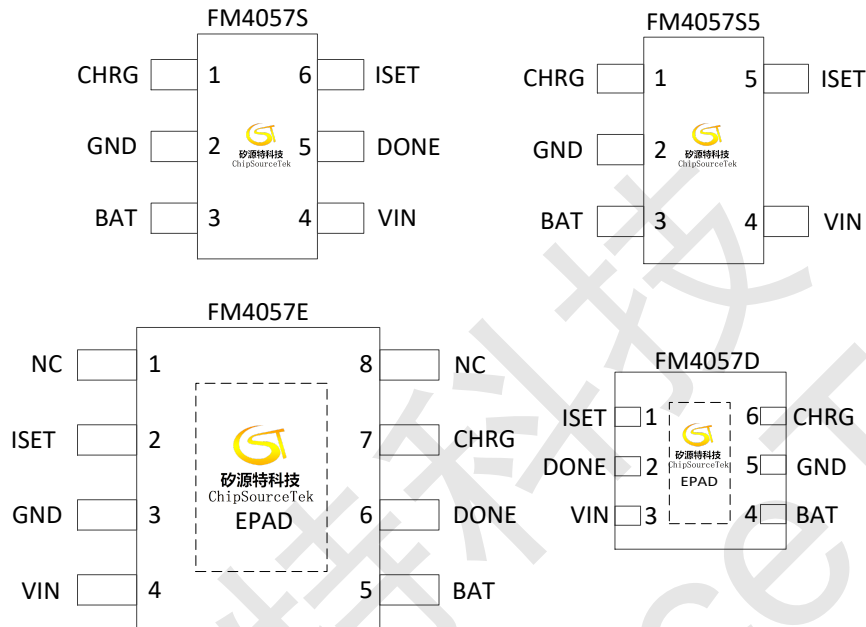 FM4057S
CHRG 1 6 ISET
GND 2 5 DONE
BAT 3 4 VIN
矽源特科技
ChipSourceTek
FM4057S5
CHRG 1 5 ISET
GND 2
BAT 3 4 VIN
矽源特科技
ChipSourceTek
FM4057E
NC 1 8 NC
ISET 2 7 CHRG
GND 3 6 DONE
VIN 4 5 BAT
矽源特科技
ChipSourceTek
EPAD
FM4057D
ISET 1 6 CHRG
DONE 2 5 GND
VIN 3 4 BAT
矽源特科技
ChipSourceTek
EPAD
特科技